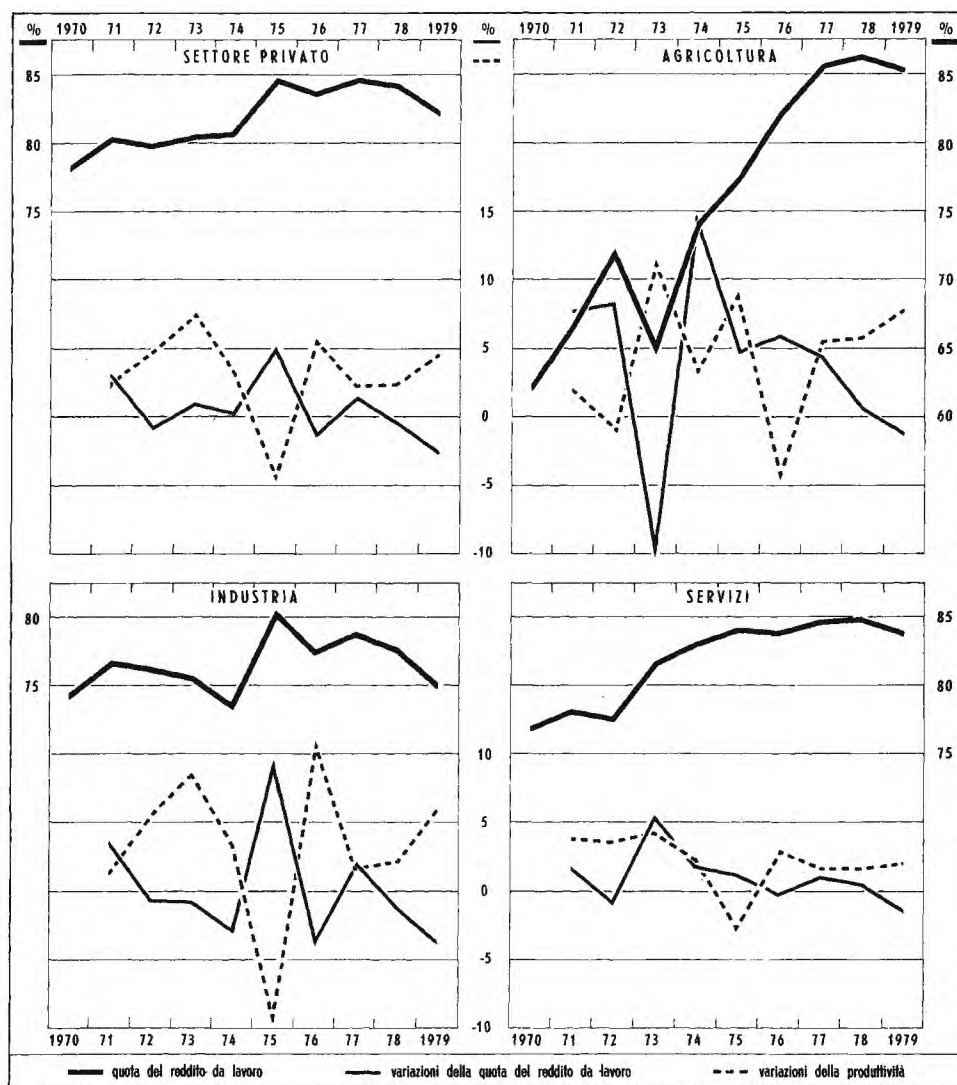 % 1970 71 72 73 74 75 76 77 78 1979 % 1970 71 72 73 74 75 76 77 78 1979 %
SETTORE PRIVATO AGRICOLTURA
85 85
80 80
75 15 75
10 70
5 65
0 60
-5
-10
INDUSTRIA SERVIZI
80 85
75 80
10 75
5
0
-5
-10
1970 71 72 73 74 75 76 77 78 1979 1970 71 72 73 74 75 76 77 78 1979
quota del reddito da lavoro variazioni della quota del reddito da lavoro variazioni della produttività